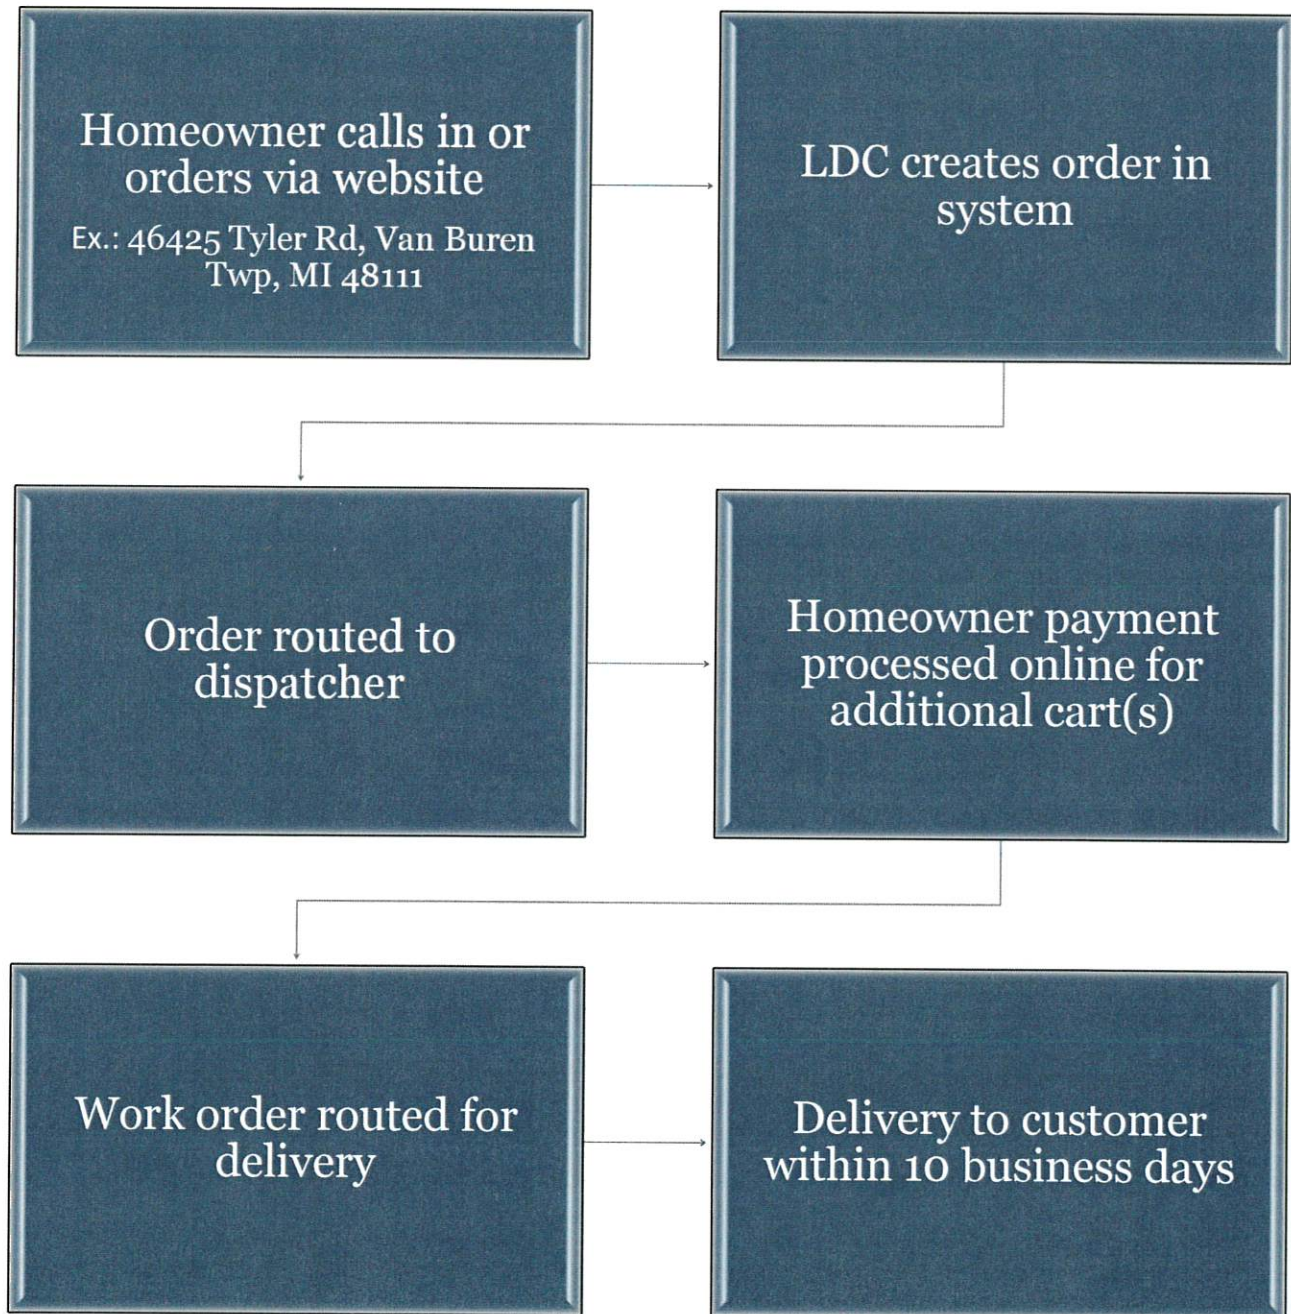 Homeowner calls in or
orders via website
Ex.: 46425 Tyler Rd, Van Buren
Twp, MI 48111
LDC creates order in
system
Order routed to
dispatcher
Homeowner payment
processed online for
additional cart(s)
Work order routed for
delivery
Delivery to customer
within 10 business days